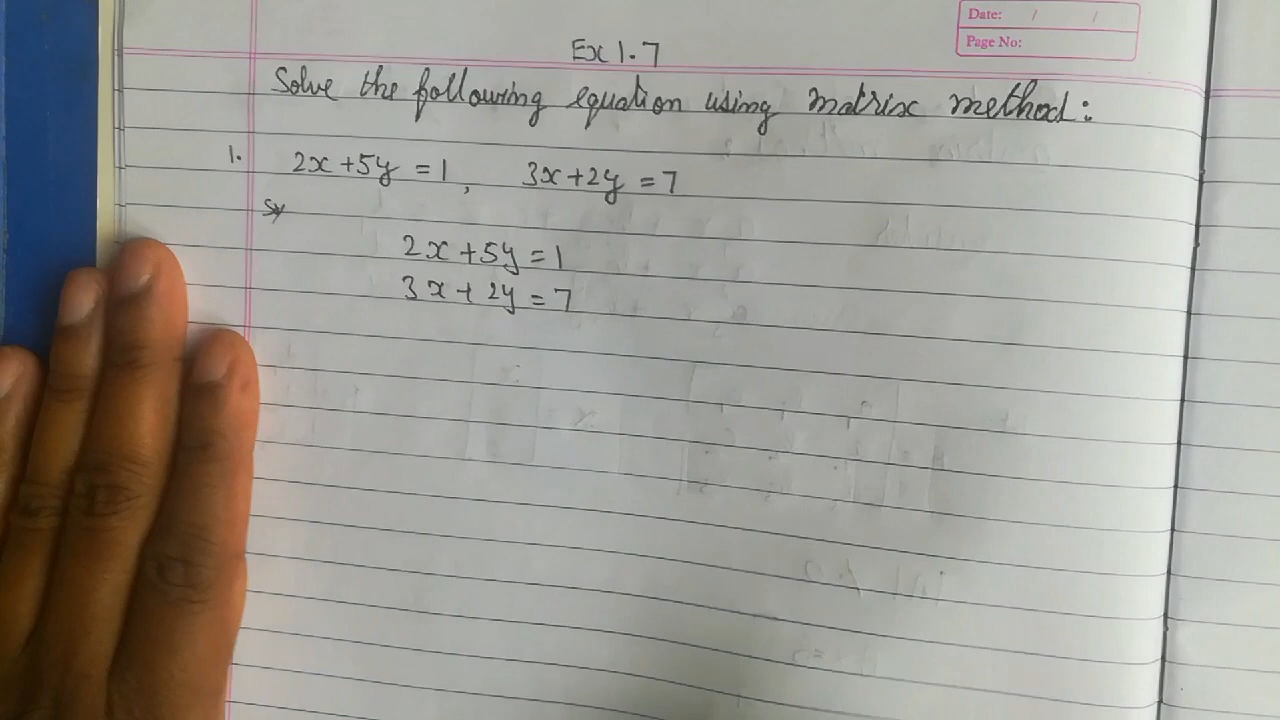 Date: / /
Page No:
Ex 1.7
Solve the following equation using matrix method:
1. 2x+5y=1, 3x+2y=7
2x+5y=1
3x+2y=7